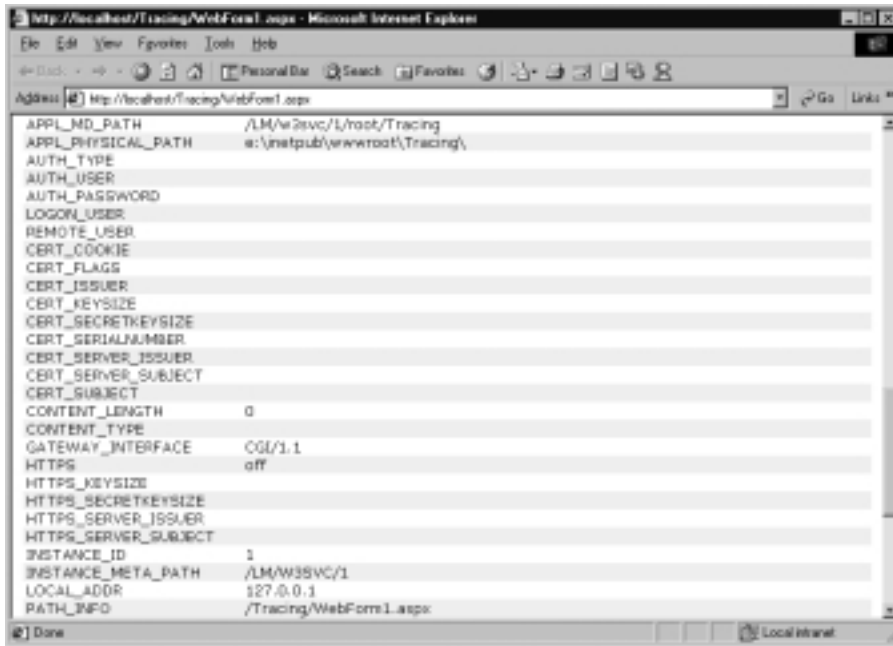 http://localhost/Tracing/WebForm1.aspx - Microsoft Internet Explorer
File Edit View Favorites Tools Help
Back Personal Bar Search Favorites
Address http://localhost/Tracing/WebForm1.aspx Go Links
APPL_MD_PATH /LM/w3svc/1/root/Tracing
APPL_PHYSICAL_PATH e:\inetpub\wwwroot\Tracing\
AUTH_TYPE
AUTH_USER
AUTH_PASSWORD
LOGON_USER
REMOTE_USER
CERT_COOKIE
CERT_FLAGS
CERT_ISSUER
CERT_KEYSIZE
CERT_SECRETKEYSIZE
CERT_SERIALNUMBER
CERT_SERVER_ISSUER
CERT_SERVER_SUBJECT
CERT_SUBJECT
CONTENT_LENGTH 0
CONTENT_TYPE
GATEWAY_INTERFACE CGI/1.1
HTTPS off
HTTPS_KEYSIZE
HTTPS_SECRETKEYSIZE
HTTPS_SERVER_ISSUER
HTTPS_SERVER_SUBJECT
INSTANCE_ID 1
INSTANCE_META_PATH /LM/W3SVC/1
LOCAL_ADDR 127.0.0.1
PATH_INFO /Tracing/WebForm1.aspx
Done Local intranet